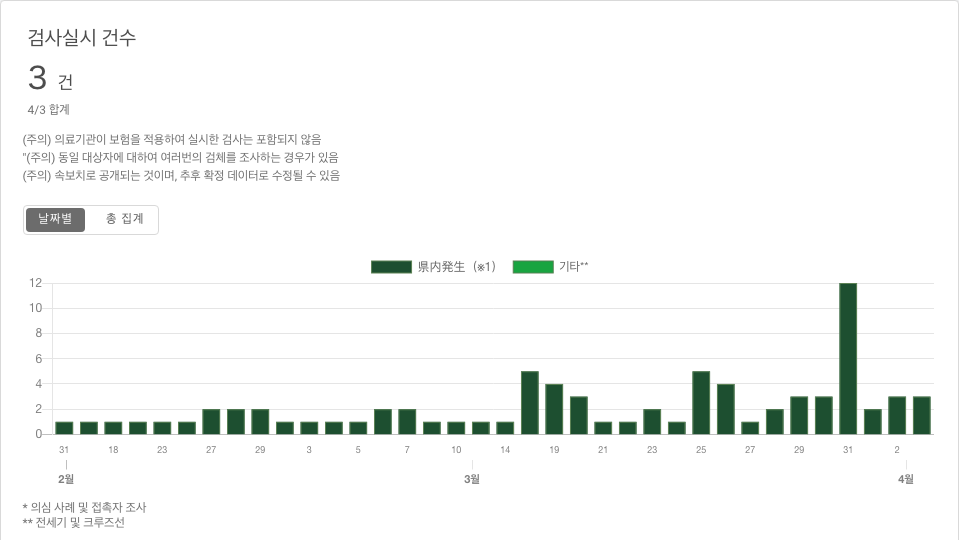 검사실시 건수
3 건
4/3 합계
(주의) 의료기관이 보험을 적용하여 실시한 검사는 포함되지 않음
"(주의) 동일 대상자에 대하여 여러번의 검체를 조사하는 경우가 있음
(주의) 속보치로 공개되는 것이며, 추후 확정 데이터로 수정될 수 있음
날짜별 총 집계
県内発生（※1） 기타**
12
10
8
6
4
2
0
31 18 23 27 29 3 5 7 10 14 19 21 23 25 27 29 31 2
2월 3월 4월
* 의심 사례 및 접촉자 조사
** 전세기 및 크루즈선